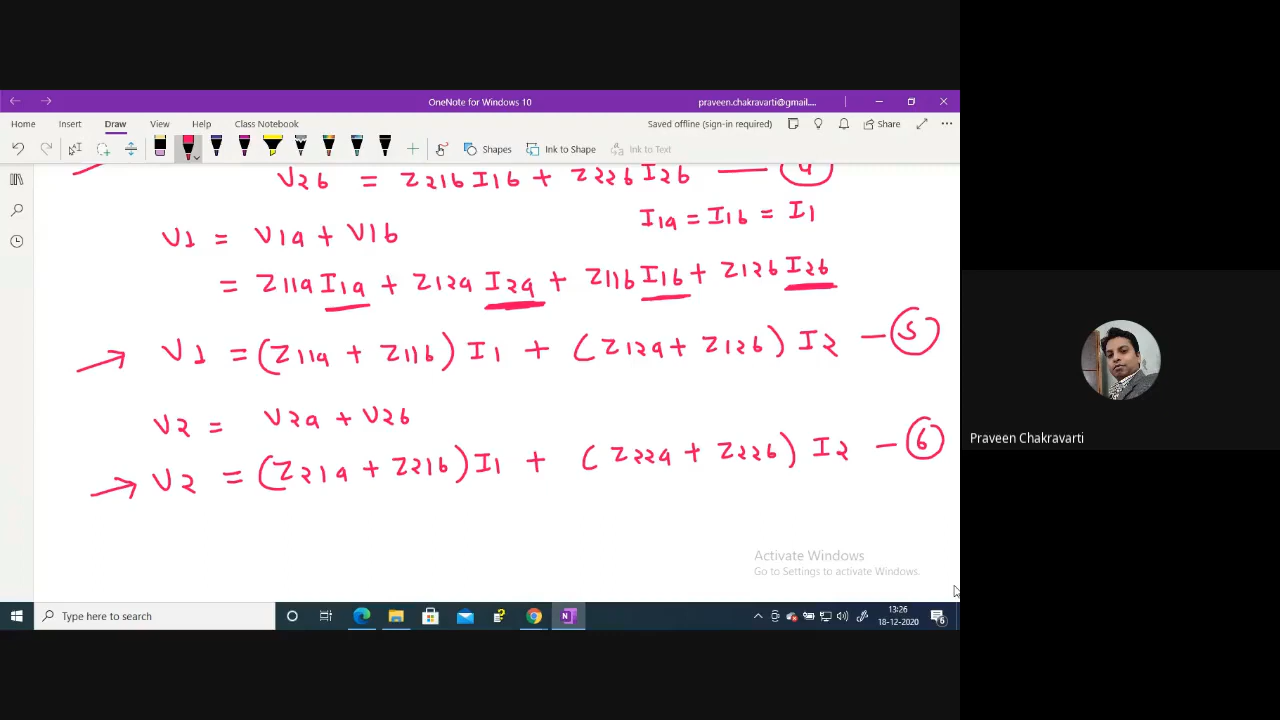 OneNote for Windows 10
praveen.chakravarti@gmail....
Home Insert Draw View Help Class Notebook
Saved offline (sign-in required) Share
Shapes Ink to Shape Ink to Text
V2b = Z21b I1b + Z22b I2b — 4
I1a = I1b = I1
V1 = V1a + V1b
= Z11a I1a + Z12a I2a + Z11b I1b + Z12b I2b
→ V1 = (Z11a + Z11b) I1 + (Z12a + Z12b) I2 — 5
V2 = V2a + V2b
→ V2 = (Z21a + Z21b) I1 + (Z22a + Z22b) I2 — 6
Praveen Chakravarti
Activate Windows
Go to Settings to activate Windows.
Type here to search
13:26
18-12-2020
6